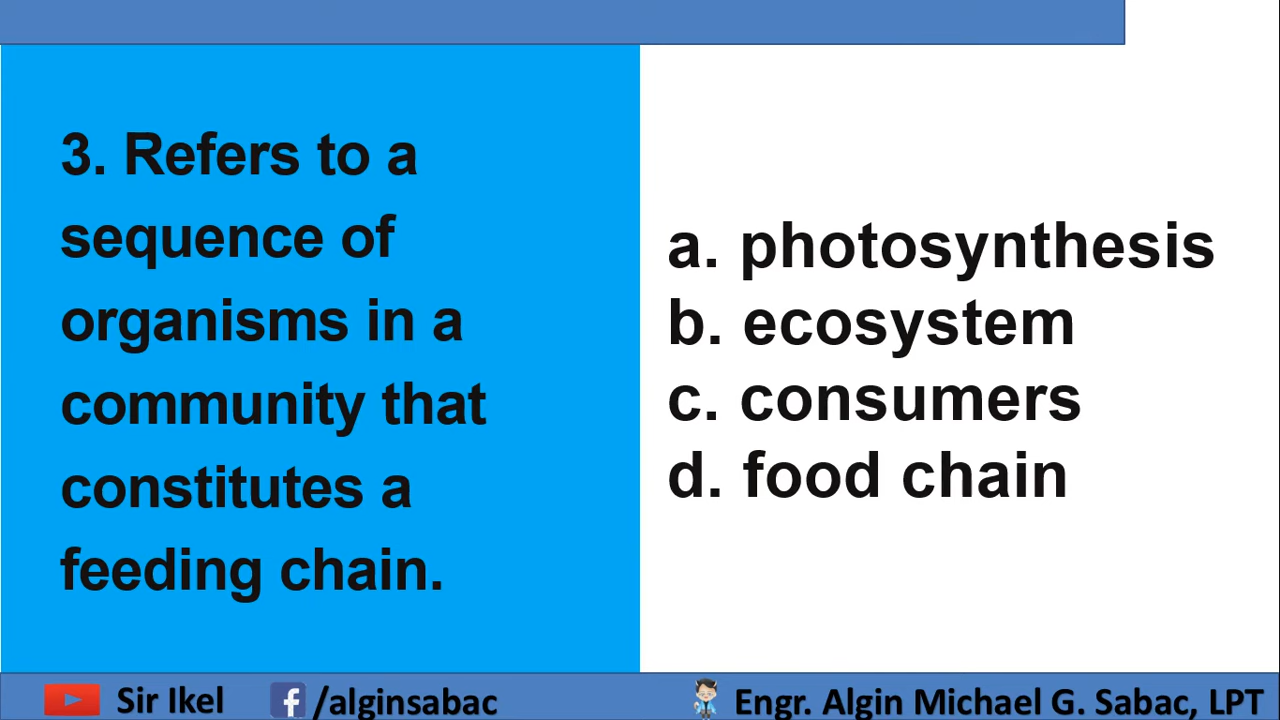 3. Refers to a
sequence of
organisms in a
community that
constitutes a
feeding chain.
a. photosynthesis
b. ecosystem
c. consumers
d. food chain
Sir Ikel
/alginsabac
Engr. Algin Michael G. Sabac, LPT